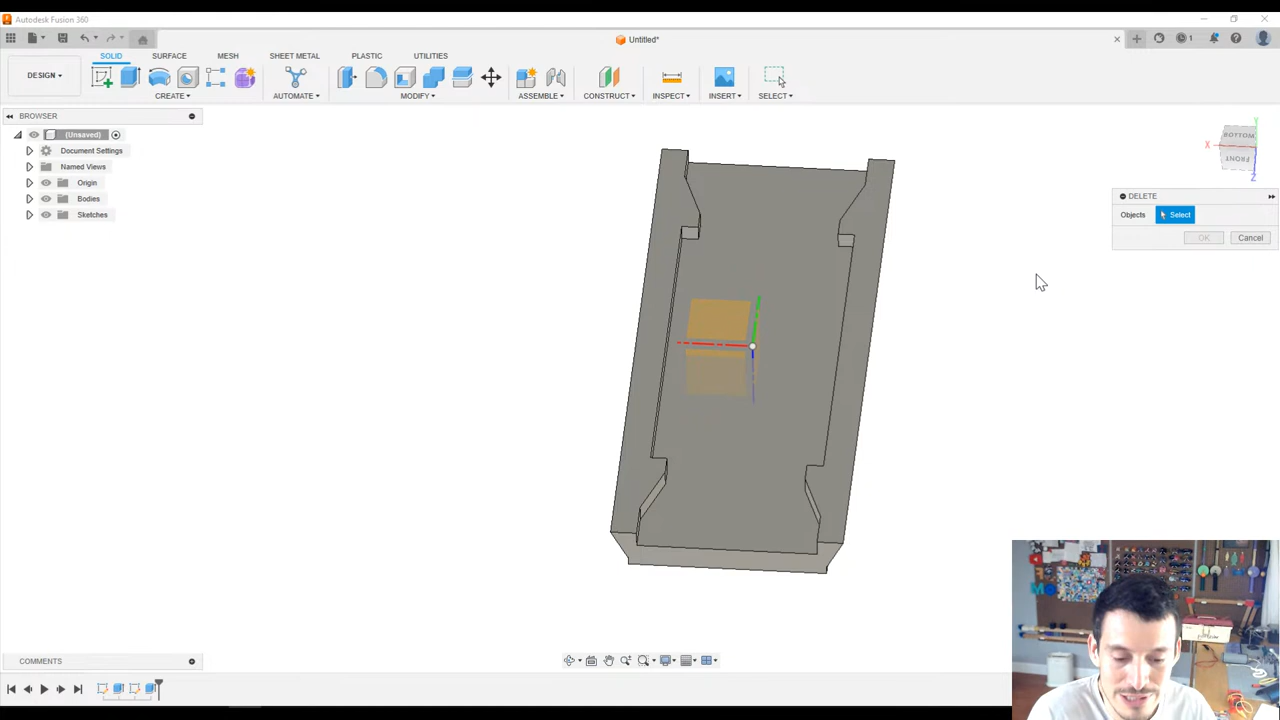 Autodesk Fusion 360
Untitled*
1
DESIGN
SOLID SURFACE MESH SHEET METAL PLASTIC UTILITIES
CREATE AUTOMATE MODIFY ASSEMBLE CONSTRUCT INSPECT INSERT SELECT
BROWSER
(Unsaved)
Document Settings
Named Views
Origin
Bodies
Sketches
Y
BOTTOM
X
FRONT
Z
DELETE
Objects Select
OK Cancel
COMMENTS